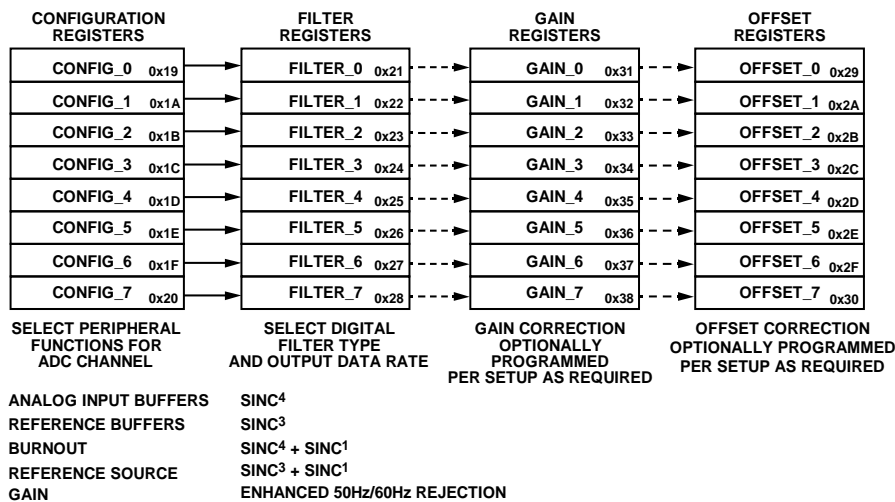 CONFIGURATION REGISTERS
FILTER REGISTERS
GAIN REGISTERS
OFFSET REGISTERS
CONFIG_0 0x19 FILTER_0 0x21 GAIN_0 0x31 OFFSET_0 0x29
CONFIG_1 0x1A FILTER_1 0x22 GAIN_1 0x32 OFFSET_1 0x2A
CONFIG_2 0x1B FILTER_2 0x23 GAIN_2 0x33 OFFSET_2 0x2B
CONFIG_3 0x1C FILTER_3 0x24 GAIN_3 0x34 OFFSET_3 0x2C
CONFIG_4 0x1D FILTER_4 0x25 GAIN_4 0x35 OFFSET_4 0x2D
CONFIG_5 0x1E FILTER_5 0x26 GAIN_5 0x36 OFFSET_5 0x2E
CONFIG_6 0x1F FILTER_6 0x27 GAIN_6 0x37 OFFSET_6 0x2F
CONFIG_7 0x20 FILTER_7 0x28 GAIN_7 0x38 OFFSET_7 0x30
SELECT PERIPHERAL
FUNCTIONS FOR
ADC CHANNEL
SELECT DIGITAL
FILTER TYPE
AND OUTPUT DATA RATE
GAIN CORRECTION
OPTIONALLY
PROGRAMMED
PER SETUP AS REQUIRED
OFFSET CORRECTION
OPTIONALLY PROGRAMMED
PER SETUP AS REQUIRED
ANALOG INPUT BUFFERS SINC4
REFERENCE BUFFERS SINC3
BURNOUT SINC4 + SINC1
REFERENCE SOURCE SINC3 + SINC1
GAIN ENHANCED 50Hz/60Hz REJECTION